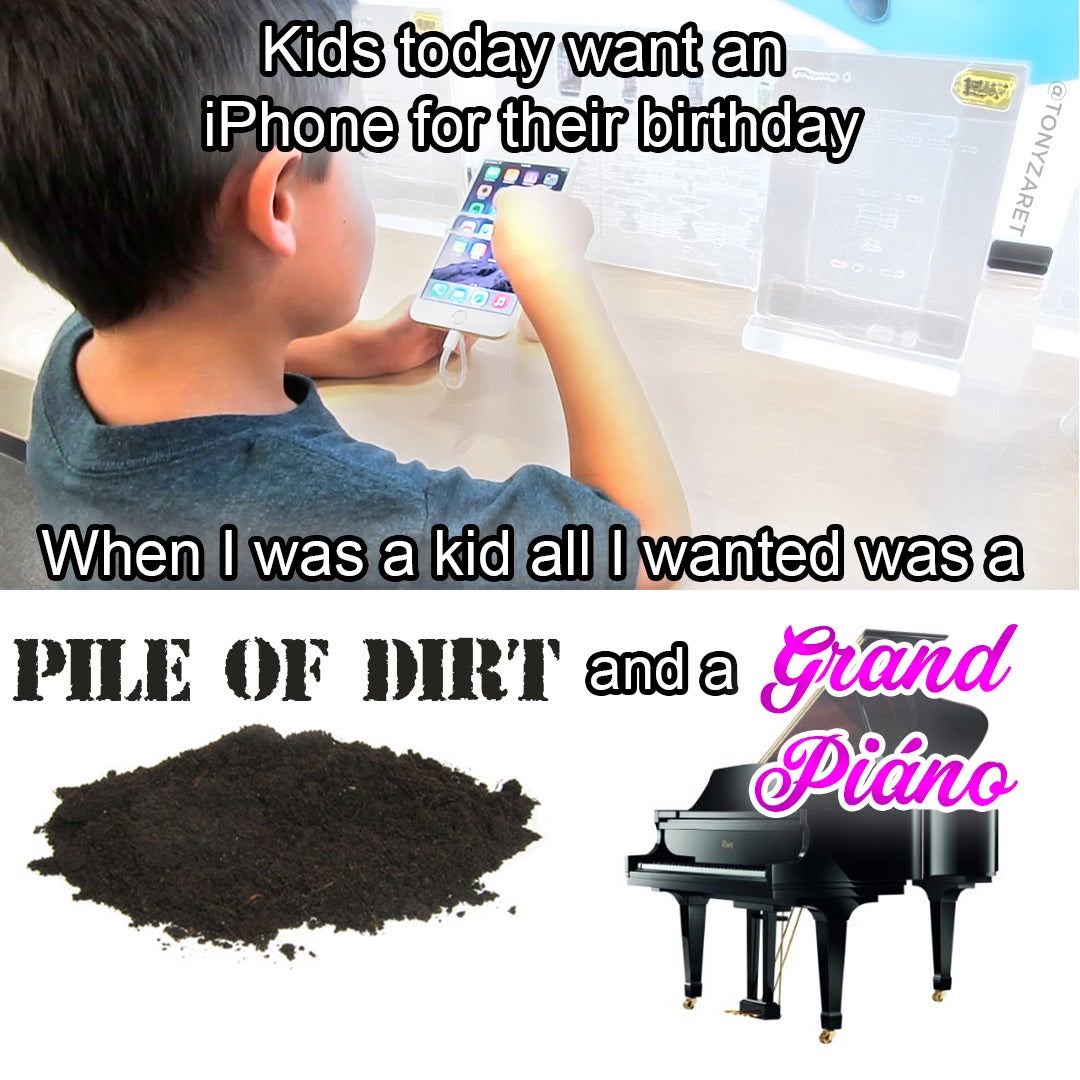 Kids today want an
iPhone for their birthday
@TONYZARET
When I was a kid all I wanted was a
PILE OF DIRT and a Grand
Piáno